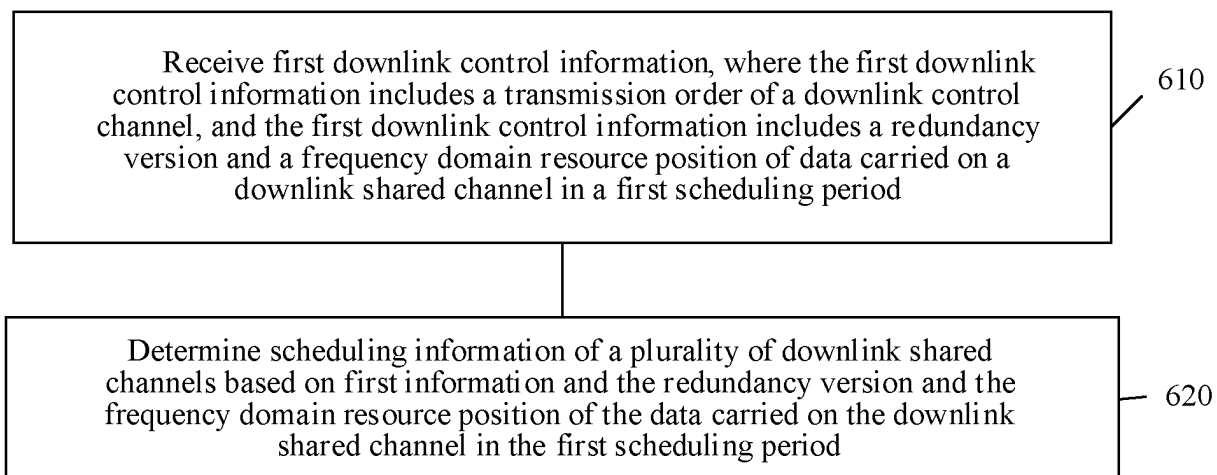 Receive first downlink control information, where the first downlink
control information includes a transmission order of a downlink control
channel, and the first downlink control information includes a redundancy
version and a frequency domain resource position of data carried on a
downlink shared channel in a first scheduling period
610
Determine scheduling information of a plurality of downlink shared
channels based on first information and the redundancy version and the
frequency domain resource position of the data carried on the downlink
shared channel in the first scheduling period
620